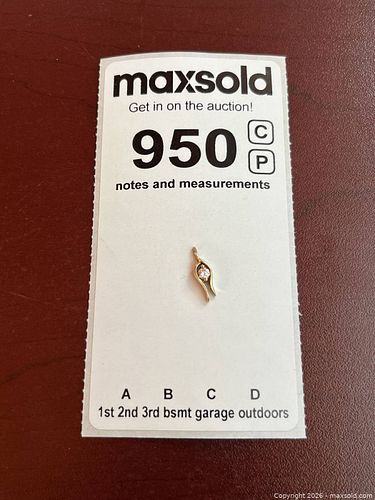 maxsold
Get in on the auction!
950
C
P
notes and measurements
A B C D
1st 2nd 3rd bsmt garage outdoors
Copyright 2026 - maxsold.com